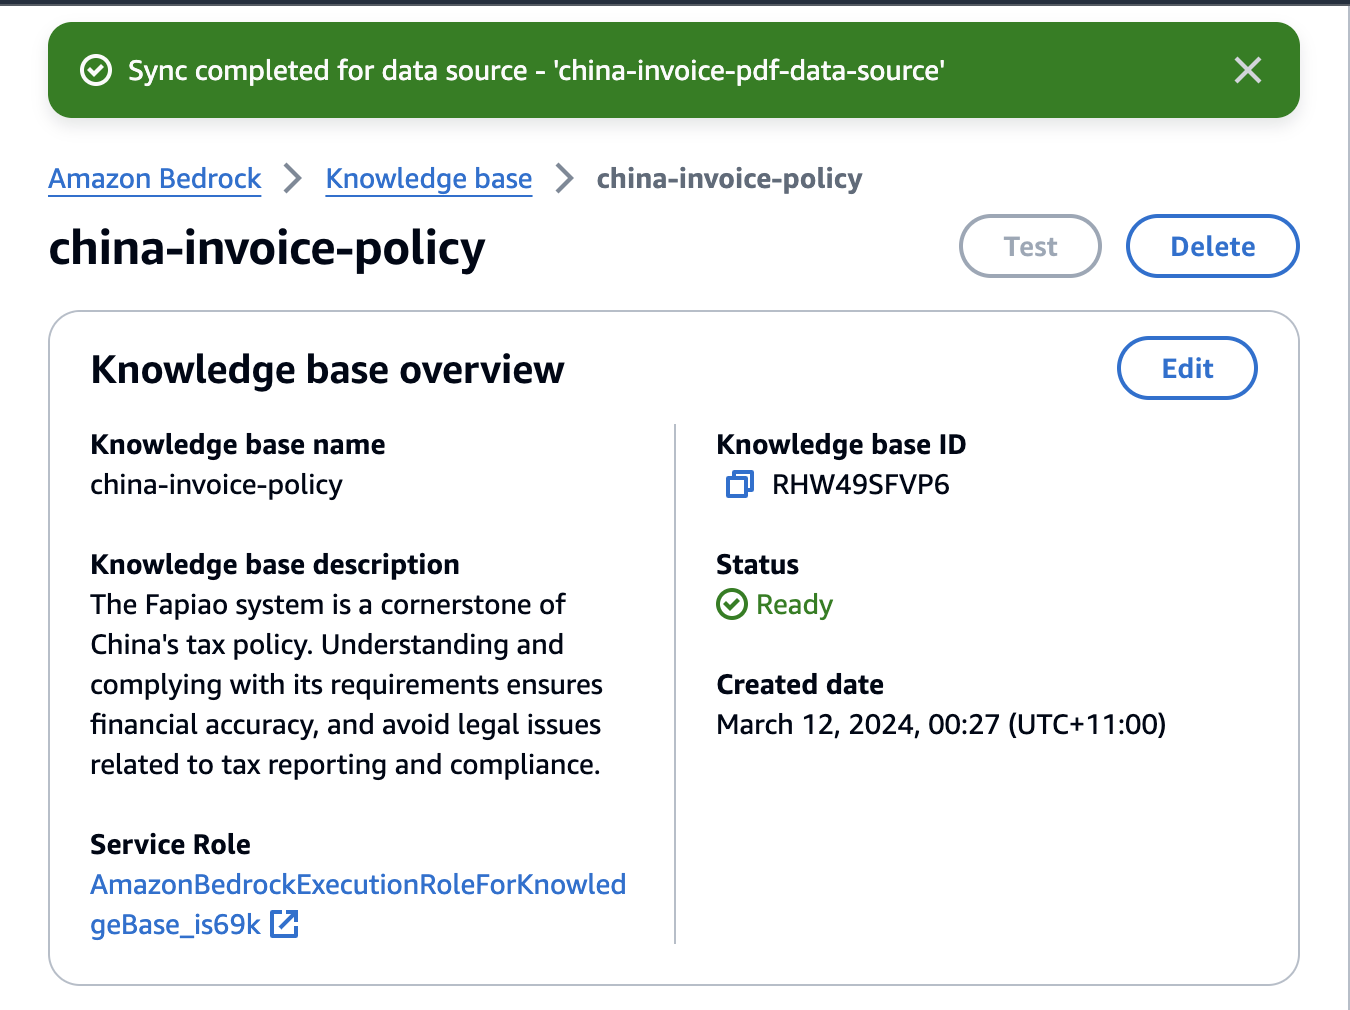 Sync completed for data source - 'china-invoice-pdf-data-source'
Amazon Bedrock > Knowledge base > china-invoice-policy
china-invoice-policy
Test
Delete
Knowledge base overview
Edit
Knowledge base name
china-invoice-policy
Knowledge base description
The Fapiao system is a cornerstone of
China's tax policy. Understanding and
complying with its requirements ensures
financial accuracy, and avoid legal issues
related to tax reporting and compliance.
Service Role
AmazonBedrockExecutionRoleForKnowled
geBase_is69k
Knowledge base ID
RHW49SFVP6
Status
Ready
Created date
March 12, 2024, 00:27 (UTC+11:00)